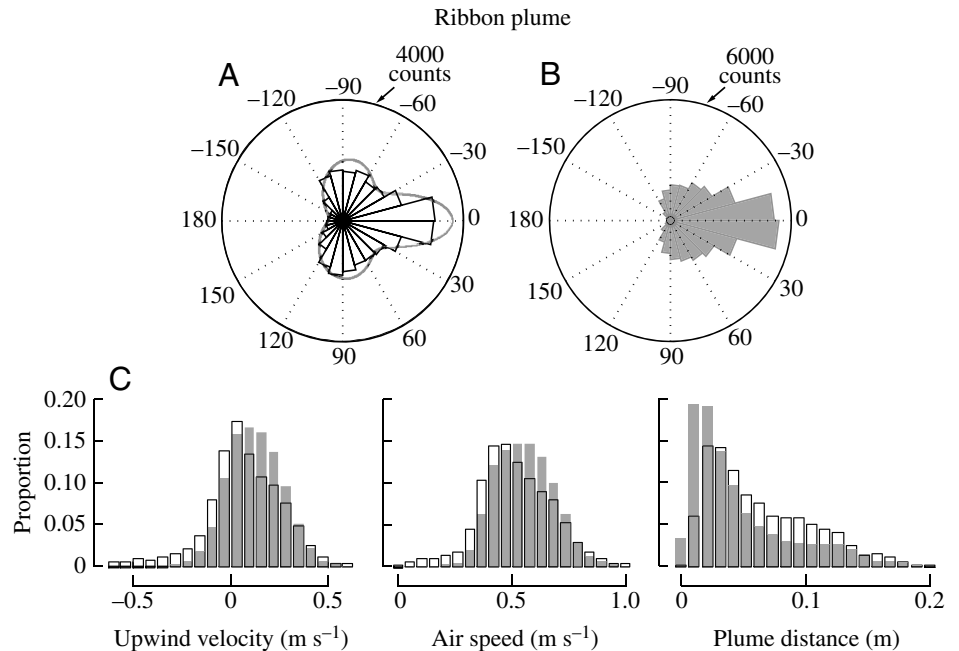 Ribbon plume
A
4000
counts
−90
−120
−60
−150
−30
180
0
150
30
120
60
90
B
6000
counts
−90
−120
−60
−150
−30
180
0
150
30
120
60
90
C
0.20
0.15
0.10
0.05
0
Proportion
−0.5 0 0.5
Upwind velocity (m s−1)
0 0.5 1.0
Air speed (m s−1)
0 0.1 0.2
Plume distance (m)